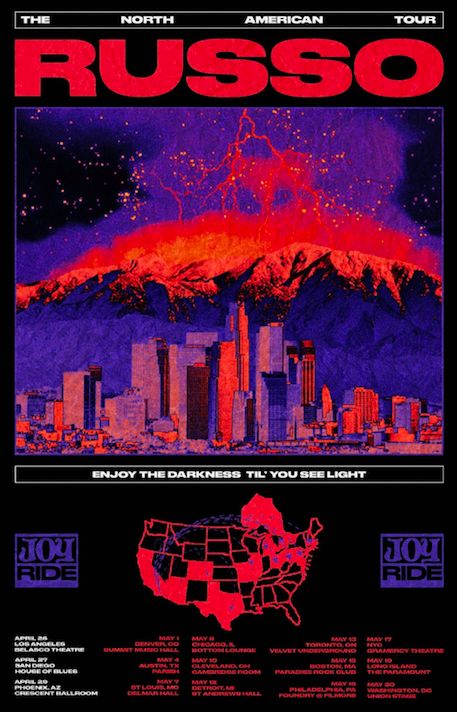 THE NORTH AMERICAN TOUR
RUSSO
ENJOY THE DARKNESS TIL' YOU SEE LIGHT
JOY
RIDE
JOY
RIDE
APRIL 26
LOS ANGELES
BELASCO THEATRE
APRIL 27
SAN DIEGO
HOUSE OF BLUES
APRIL 29
PHOENIX, AZ
CRESCENT BALLROOM
MAY 1
DENVER, CO
SUMMIT MUSIC HALL
MAY 4
AUSTIN, TX
PARISH
MAY 7
ST LOUIS, MO
DELMAR HALL
MAY 8
CHICAGO, IL
BOTTOM LOUNGE
MAY 10
CLEVELAND, OH
CAMBRIDGE ROOM
MAY 12
DETROIT, MI
ST ANDREWS HALL
MAY 13
TORONTO, ON
VELVET UNDERGROUND
MAY 15
BOSTON, MA
PARADISE ROCK CLUB
MAY 16
PHILADELPHIA, PA
FOUNDRY @ FILMORE
MAY 17
NYC
GRAMERCY THEATRE
MAY 19
LONG ISLAND
THE PARAMOUNT
MAY 20
WASHINGTON, DC
UNION STAGE